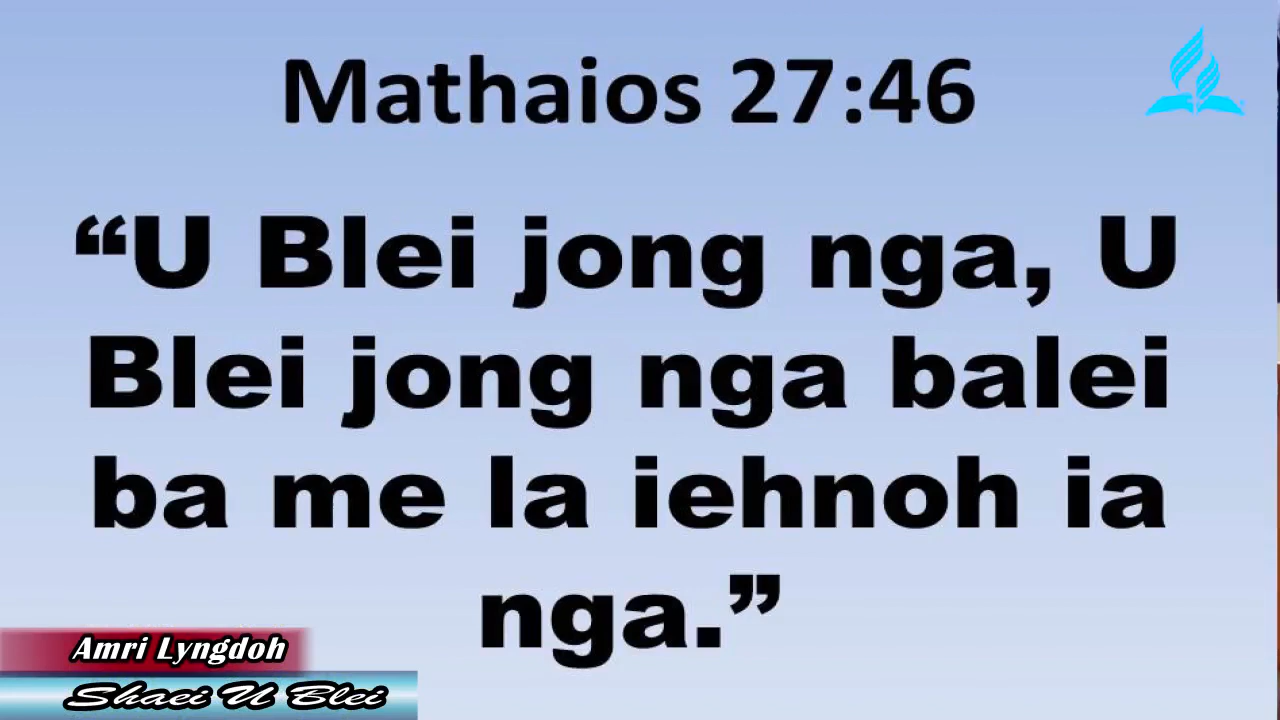 Mathaios 27:46
“U Blei jong nga, U
Blei jong nga balei
ba me la iehnoh ia
nga.”
Amri Lyngdoh
Shaei U Blei